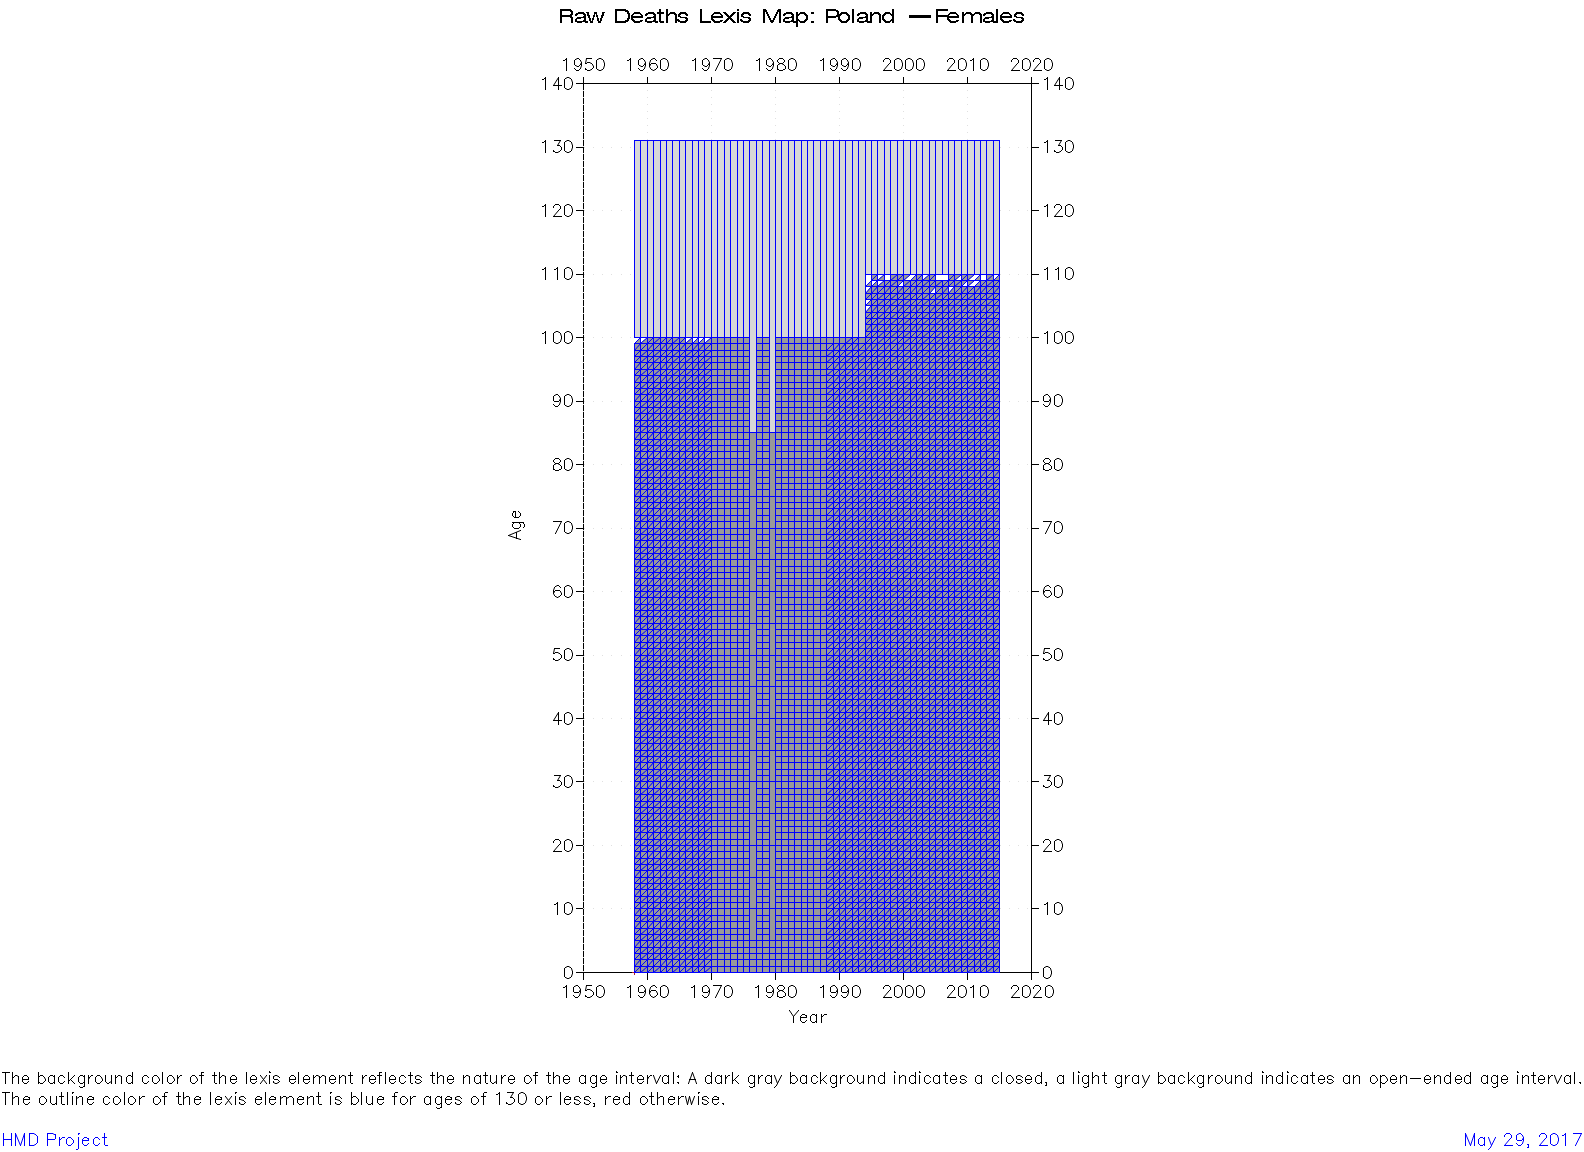 Raw Deaths Lexis Map: Poland — Females
1950 1960 1970 1980 1990 2000 2010 2020
140 140
130 130
120 120
110 110
100 100
90 90
80 80
70 70
Age
60 60
50 50
40 40
30 30
20 20
10 10
0 0
1950 1960 1970 1980 1990 2000 2010 2020
Year
The background color of the lexis element reflects the nature of the age interval: A dark gray background indicates a closed, a light gray background indicates an open–ended age interval.
The outline color of the lexis element is blue for ages of 130 or less, red otherwise.
HMD Project May 29, 2017